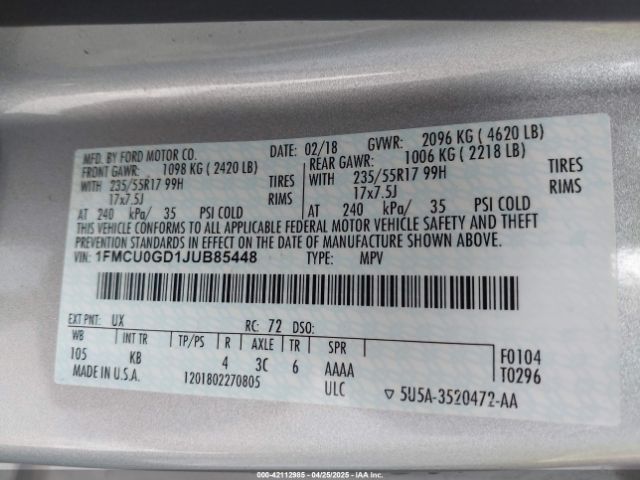 MFD. BY FORD MOTOR CO. DATE: 02/18 GVWR: 2096 KG ( 4620 LB)
FRONT GAWR: 1098 KG ( 2420 LB) REAR GAWR: 1006 KG ( 2218 LB)
WITH 235/55R17 99H TIRES WITH 235/55R17 99H TIRES
17x7.5J RIMS 17x7.5J RIMS
AT 240 kPa/ 35 PSI COLD AT 240 kPa/ 35 PSI COLD
THIS VEHICLE CONFORMS TO ALL APPLICABLE FEDERAL MOTOR VEHICLE SAFETY AND THEFT
PREVENTION STANDARDS IN EFFECT ON THE DATE OF MANUFACTURE SHOWN ABOVE.
VIN: 1FMCU0GD1JUB85448 TYPE: MPV
EXT PNT: UX RC: 72 DSO:
WB INT TR TP/PS R AXLE TR SPR
105 KB 4 3C 6 AAAA
ULC
F0104
T0296
MADE IN U.S.A. 1201802270805
▽ 5U5A-3520472-AA
000-42112985 - 04/25/2025 - IAA Inc.